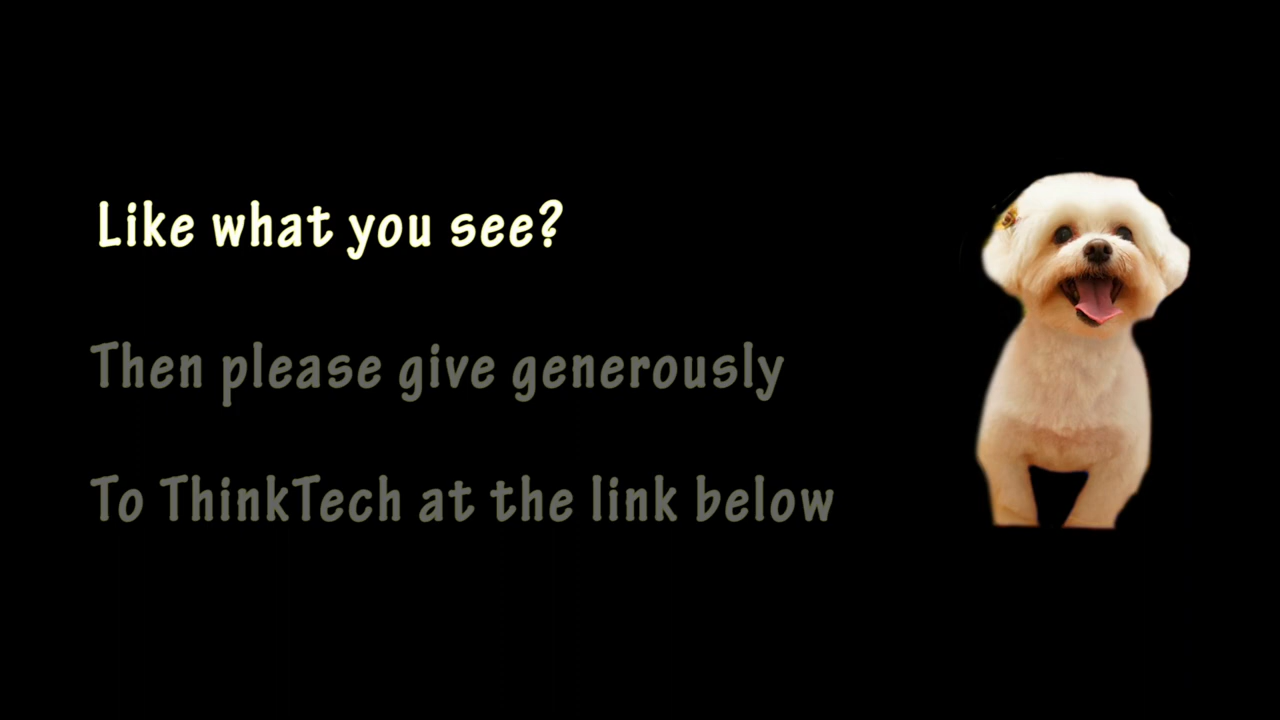 Like what you see?
Then please give generously
To ThinkTech at the link below